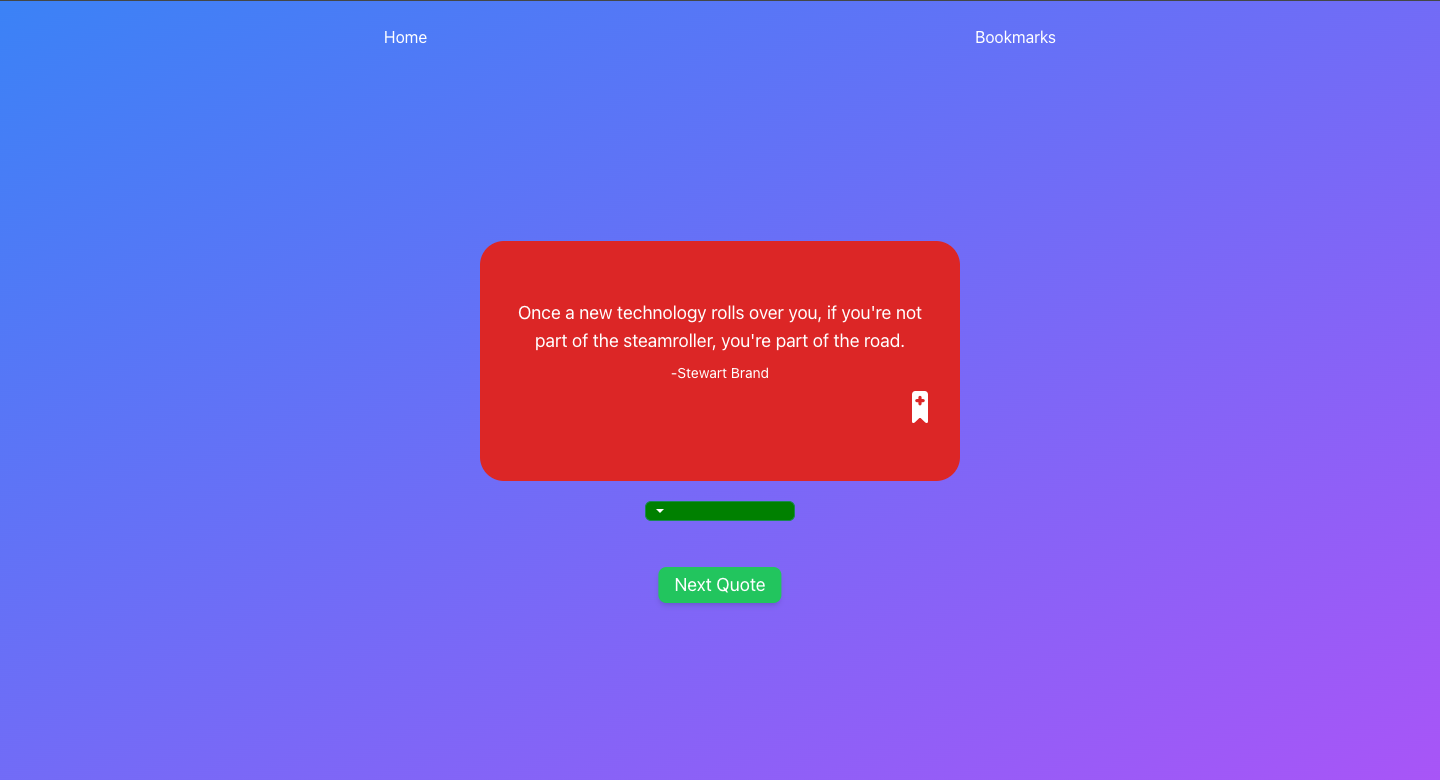 Home
Bookmarks
Once a new technology rolls over you, if you're not
part of the steamroller, you're part of the road.
-Stewart Brand
Next Quote